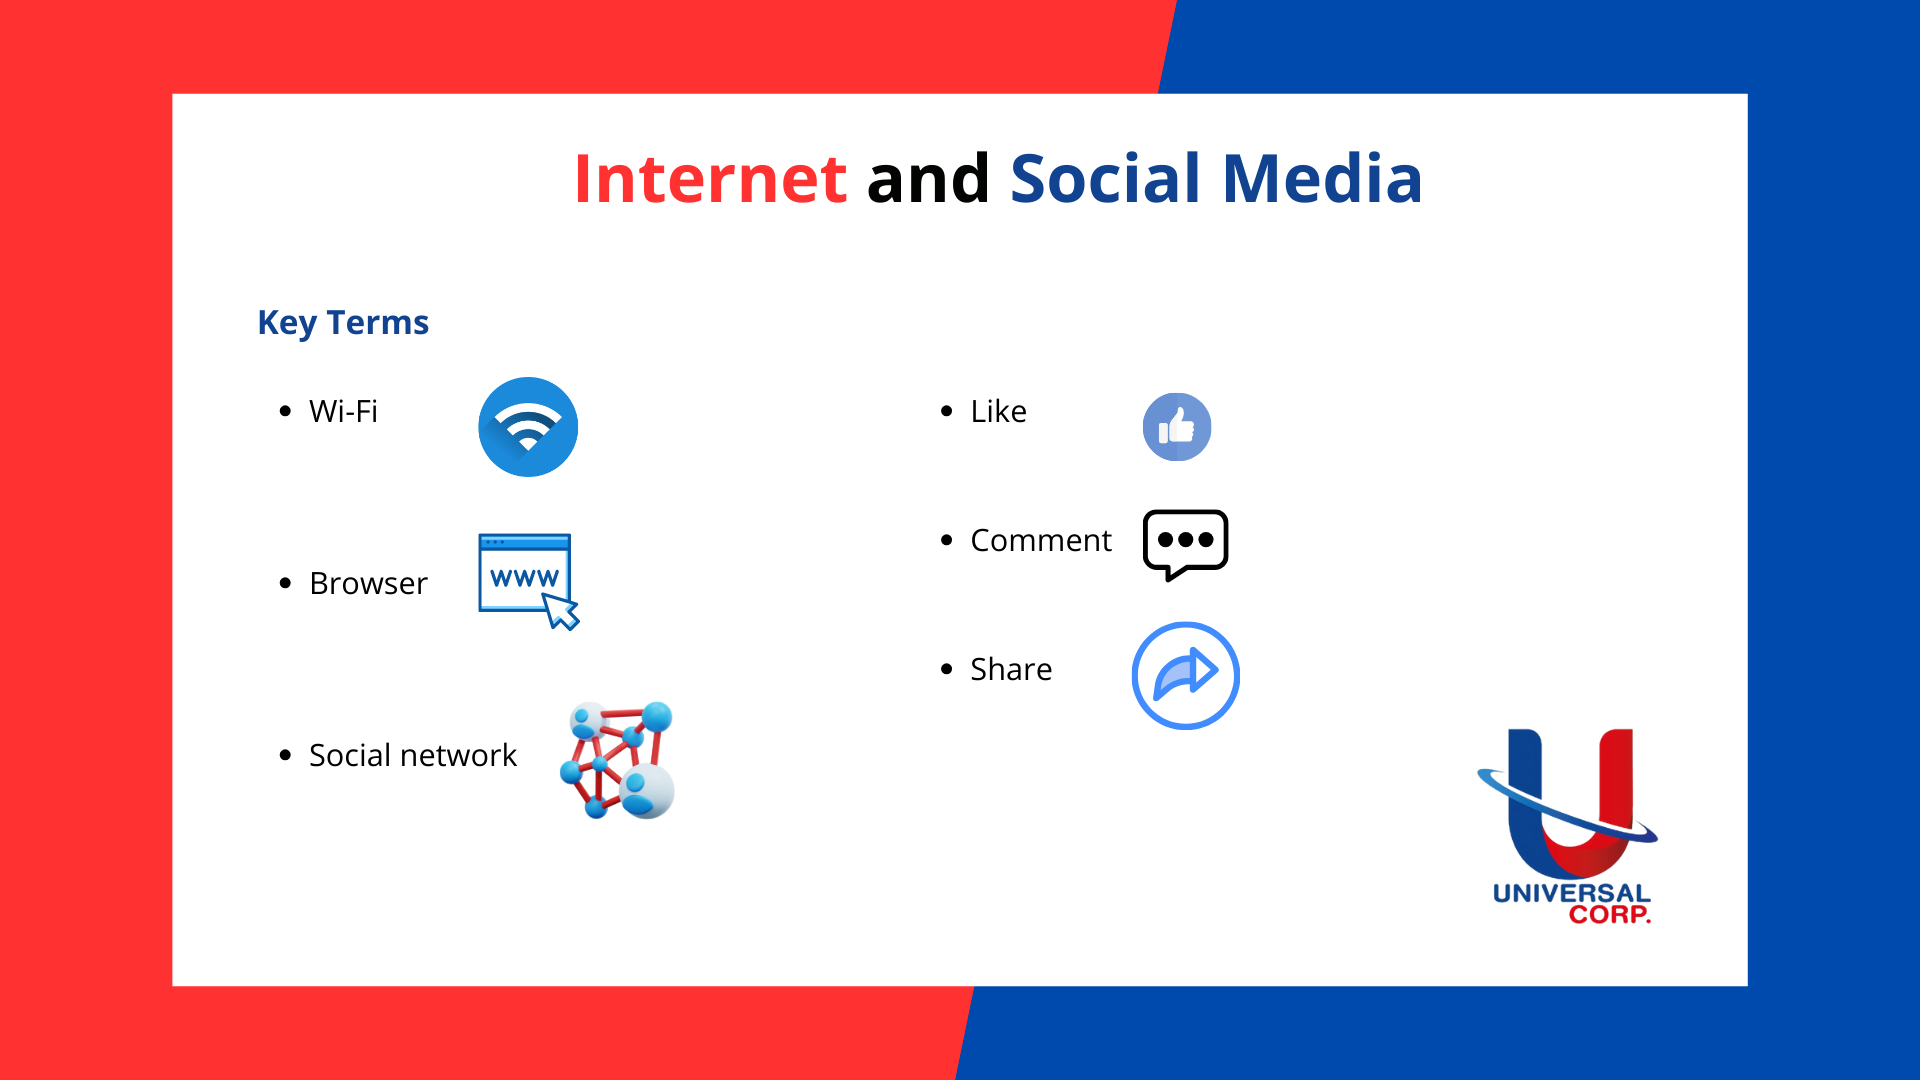 Internet and Social Media
Key Terms
Wi-Fi
Browser
WWW
Social network
Like
Comment
Share
UNIVERSAL
CORP.